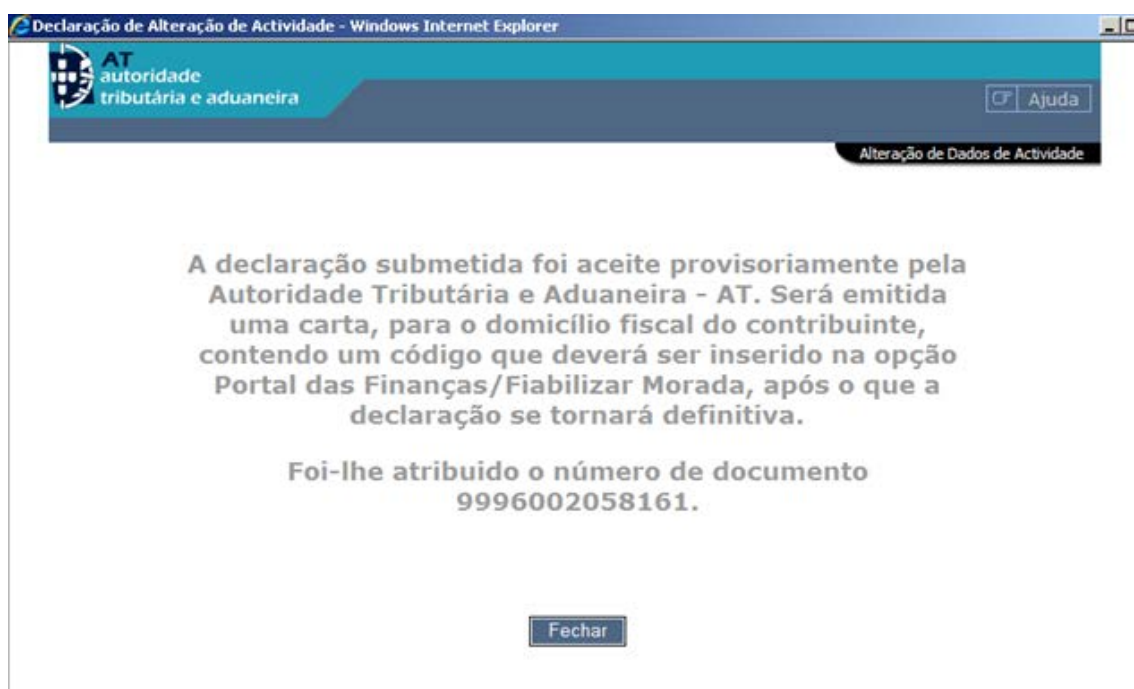 Declaração de Alteração de Actividade - Windows Internet Explorer
AT
autoridade
tributária e aduaneira
Ajuda
Alteração de Dados de Actividade
A declaração submetida foi aceite provisoriamente pela
Autoridade Tributária e Aduaneira - AT. Será emitida
uma carta, para o domicílio fiscal do contribuinte,
contendo um código que deverá ser inserido na opção
Portal das Finanças/Fiabilizar Morada, após o que a
declaração se tornará definitiva.
Foi-lhe atribuido o número de documento
9996002058161.
Fechar